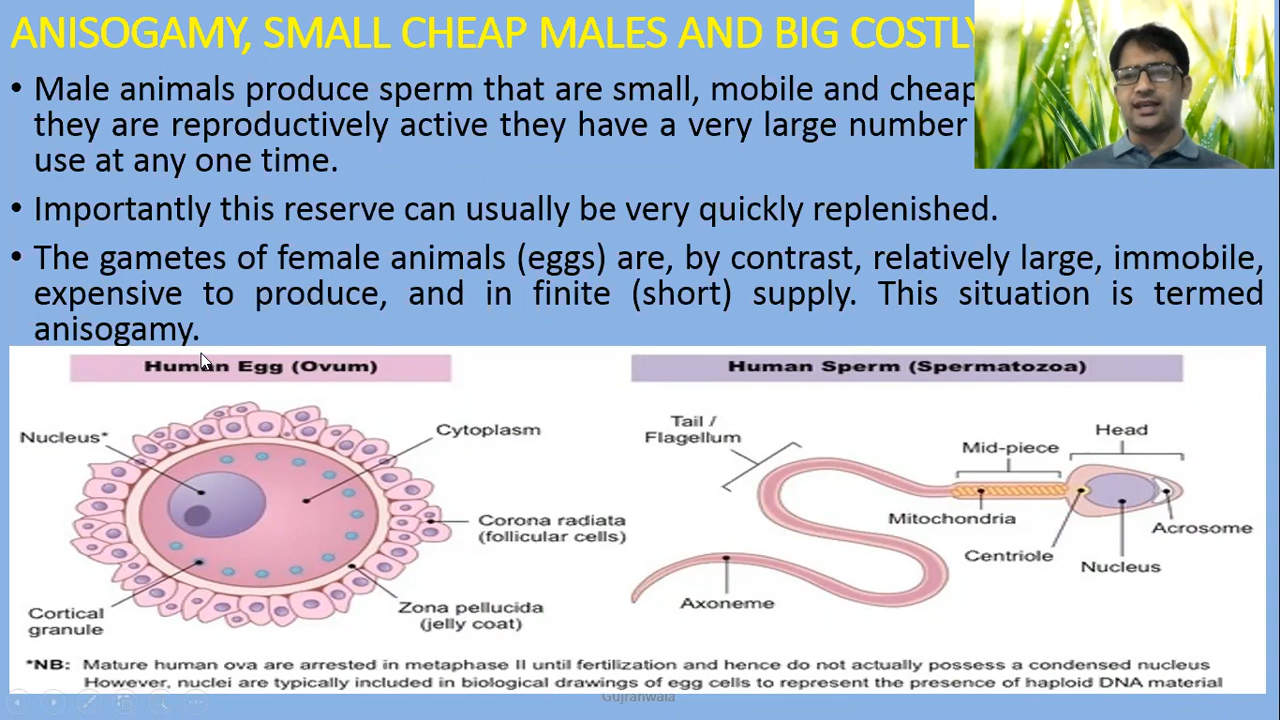 ANISOGAMY, SMALL CHEAP MALES AND BIG COSTLY
• Male animals produce sperm that are small, mobile and cheap
they are reproductively active they have a very large number
use at any one time.
• Importantly this reserve can usually be very quickly replenished.
• The gametes of female animals (eggs) are, by contrast, relatively large, immobile,
expensive to produce, and in finite (short) supply. This situation is termed
anisogamy.
Human Egg (Ovum)
Nucleus*
Cytoplasm
Corona radiata
(follicular cells)
Zona pellucida
(jelly coat)
Cortical
granule
Human Sperm (Spermatozoa)
Tail /
Flagellum
Mid-piece
Head
Mitochondria
Acrosome
Centriole
Nucleus
Axoneme
*NB: Mature human ova are arrested in metaphase II until fertilization and hence do not actually possess a condensed nucleus
However, nuclei are typically included in biological drawings of egg cells to represent the presence of haploid DNA material
Gujranwala